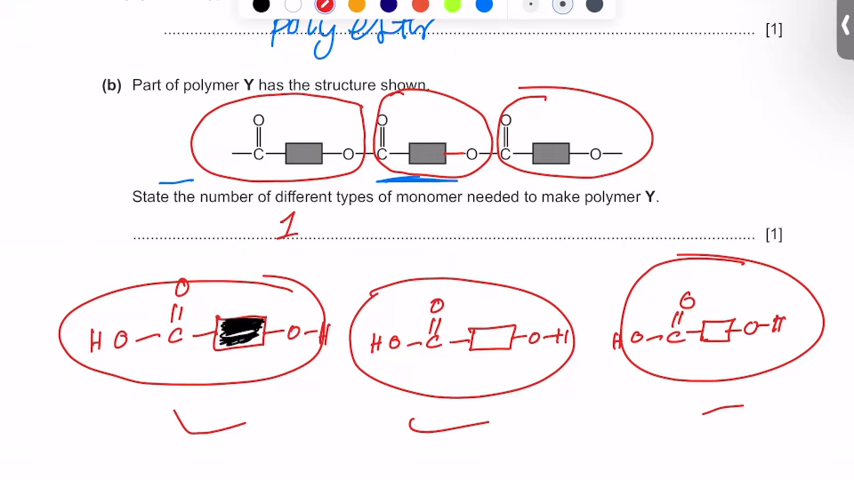 polyester [1]
(b) Part of polymer Y has the structure shown.
O O O
C O C O C O
State the number of different types of monomer needed to make polymer Y.
1 [1]
O O O
HO C O-H HO-C O-H HO-C O-H